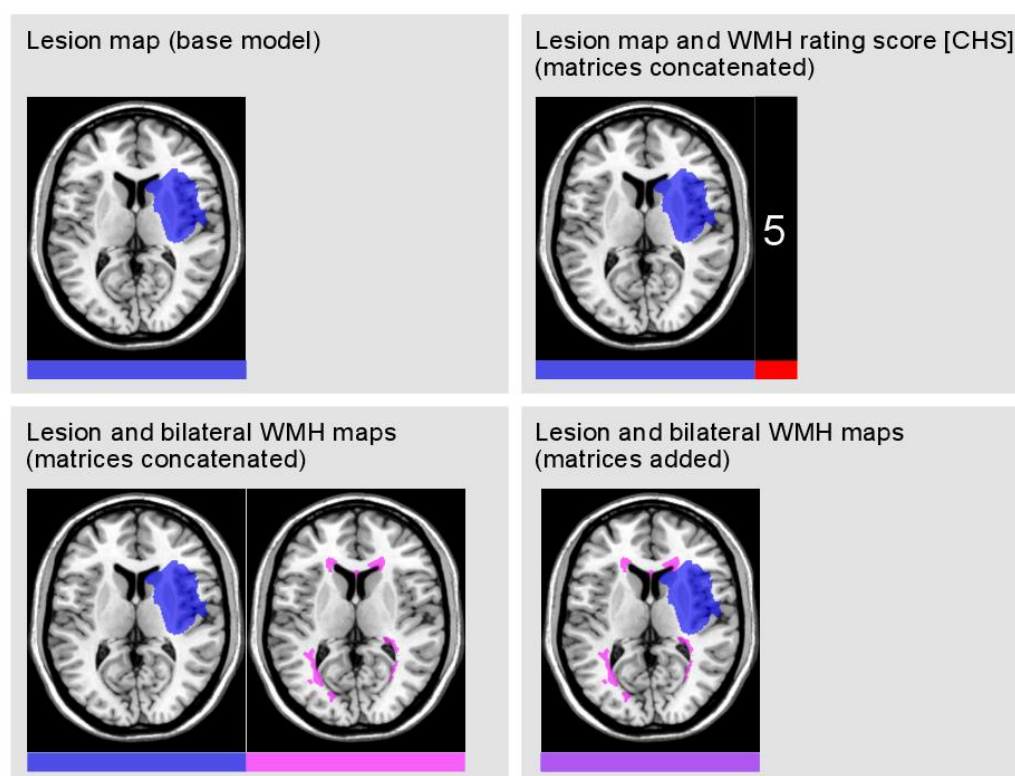 Lesion map (base model)
Lesion map and WMH rating score [CHS]
(matrices concatenated)
5
Lesion and bilateral WMH maps
(matrices concatenated)
Lesion and bilateral WMH maps
(matrices added)